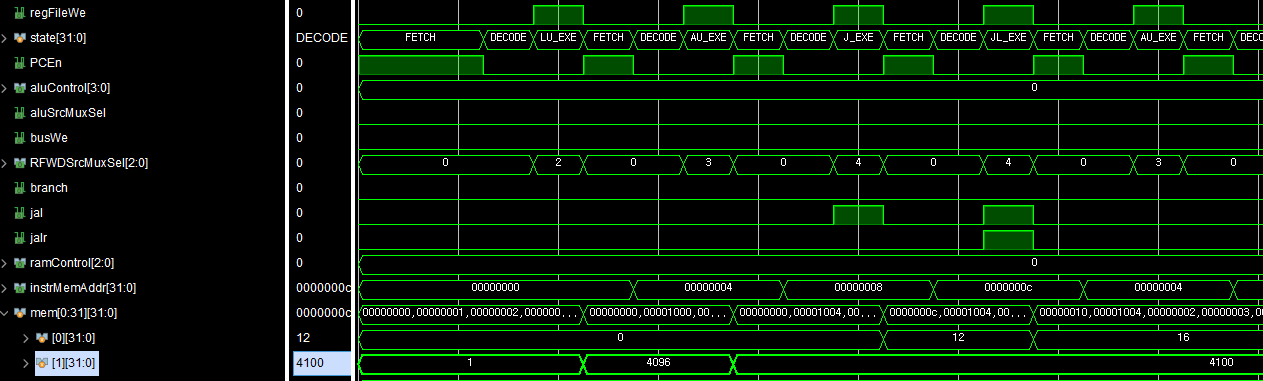 regFileWe 0
state[31:0] DECODE FETCH DECODE LU_EXE FETCH DECODE AU_EXE FETCH DECODE J_EXE FETCH DECODE JL_EXE FETCH DECODE AU_EXE FETCH DECO
PCEn 0
aluControl[3:0] 0 0
aluSrcMuxSel 0
busWe 0
RFWDSrcMuxSel[2:0] 0 0 2 0 3 0 4 0 4 0 3 0
branch 0
jal 0
jalr 0
ramControl[2:0] 0 0
instrMemAddr[31:0] 0000000c 00000000 00000004 00000008 0000000c 00000004
mem[0:31][31:0] 0000000c 00000000,00000001,00000002,000000... 00000000,00001000,00... 00000000,00001004,00... 0000000c,00001004,00... 00000010,00001004,00000002,00000003,00
[0][31:0] 12 0 12 16
[1][31:0] 4100 1 4096 4100